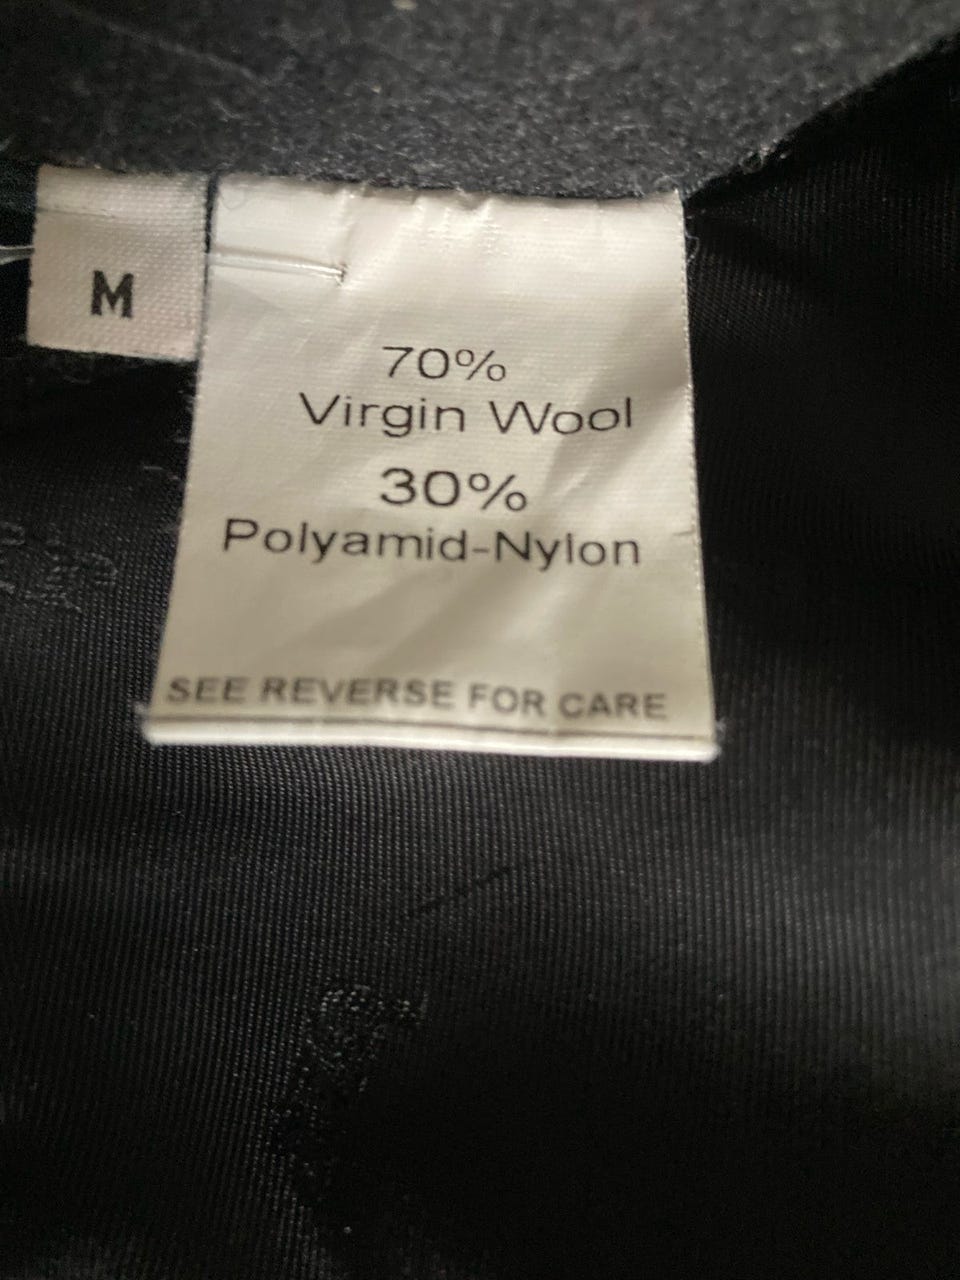 M
70%
Virgin Wool
30%
Polyamid-Nylon
SEE REVERSE FOR CARE